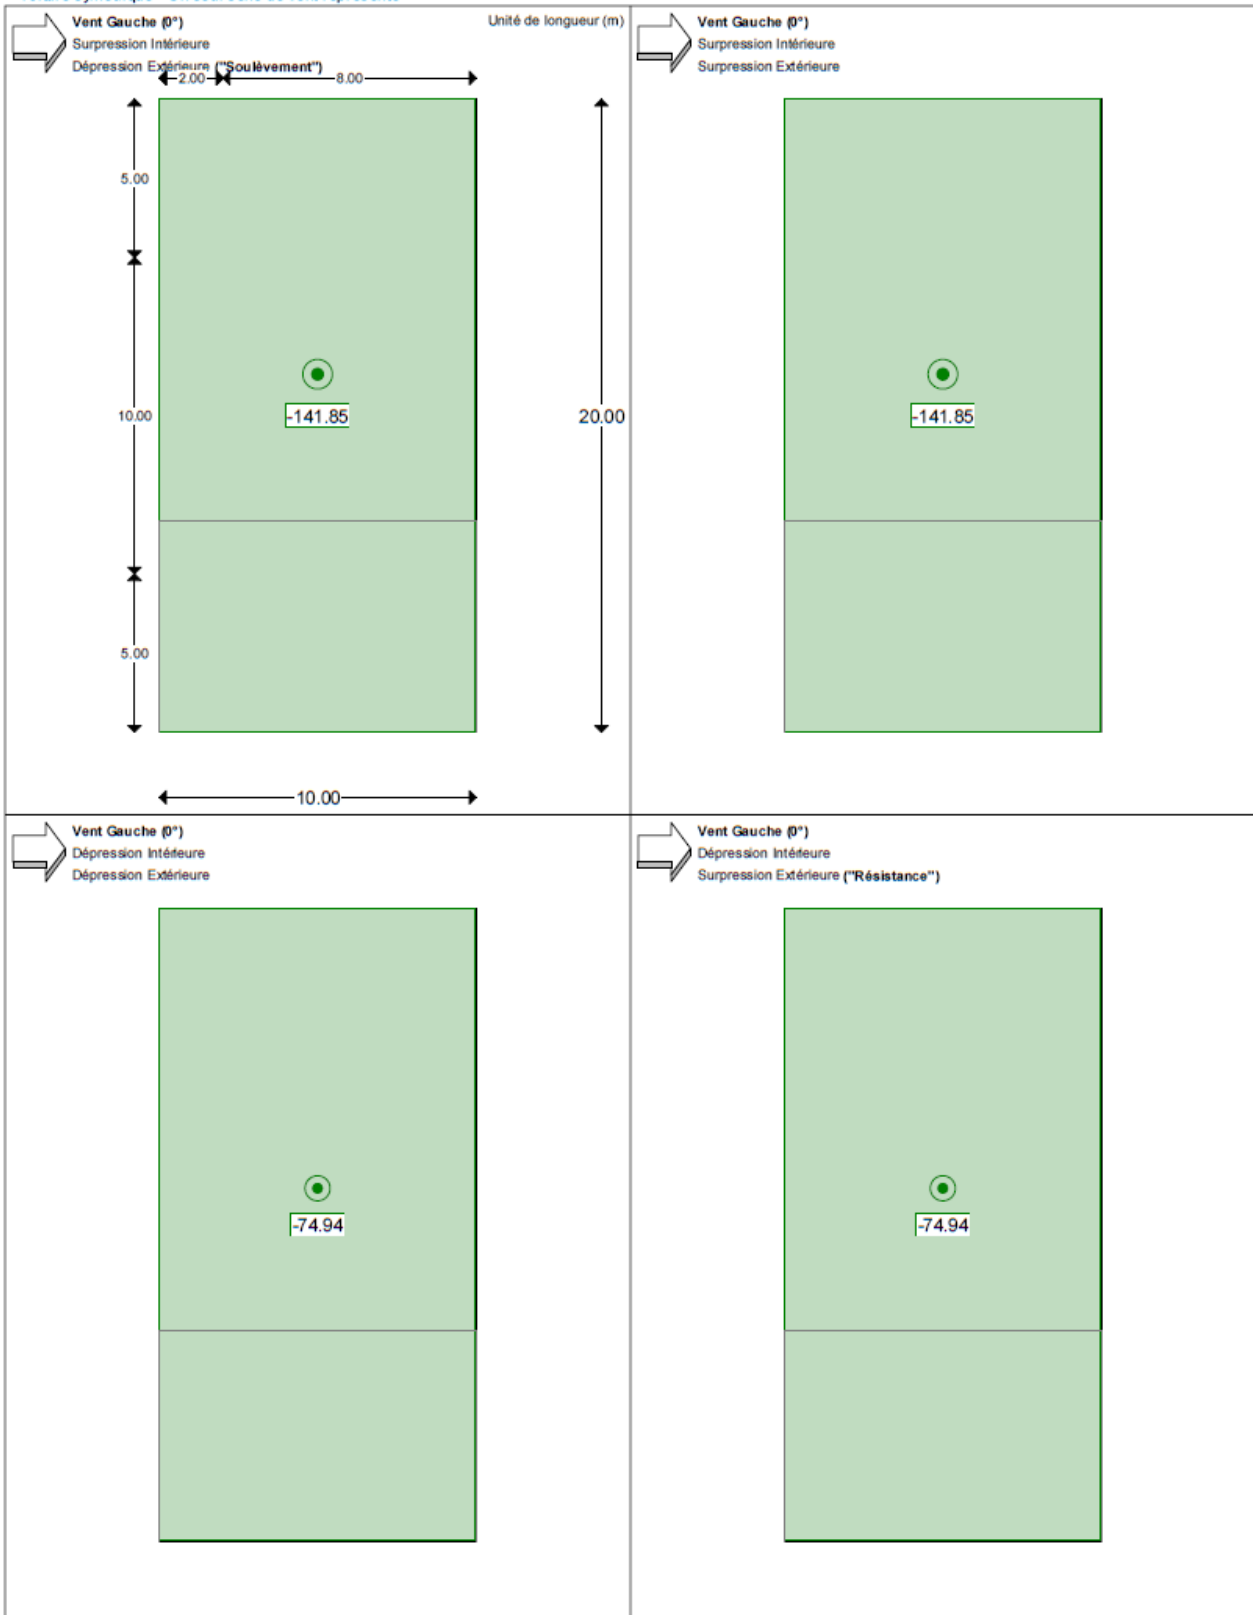 Vent Gauche (0°)
Unité de longueur (m)
Surpression Intérieure
Dépression Extérieure ("Soulèvement")
2.00
8.00
5.00
10.00
5.00
-141.85
20.00
10.00
Vent Gauche (0°)
Surpression Intérieure
Surpression Extérieure
-141.85
Vent Gauche (0°)
Dépression Intérieure
Dépression Extérieure
-74.94
Vent Gauche (0°)
Dépression Intérieure
Surpression Extérieure ("Résistance")
-74.94